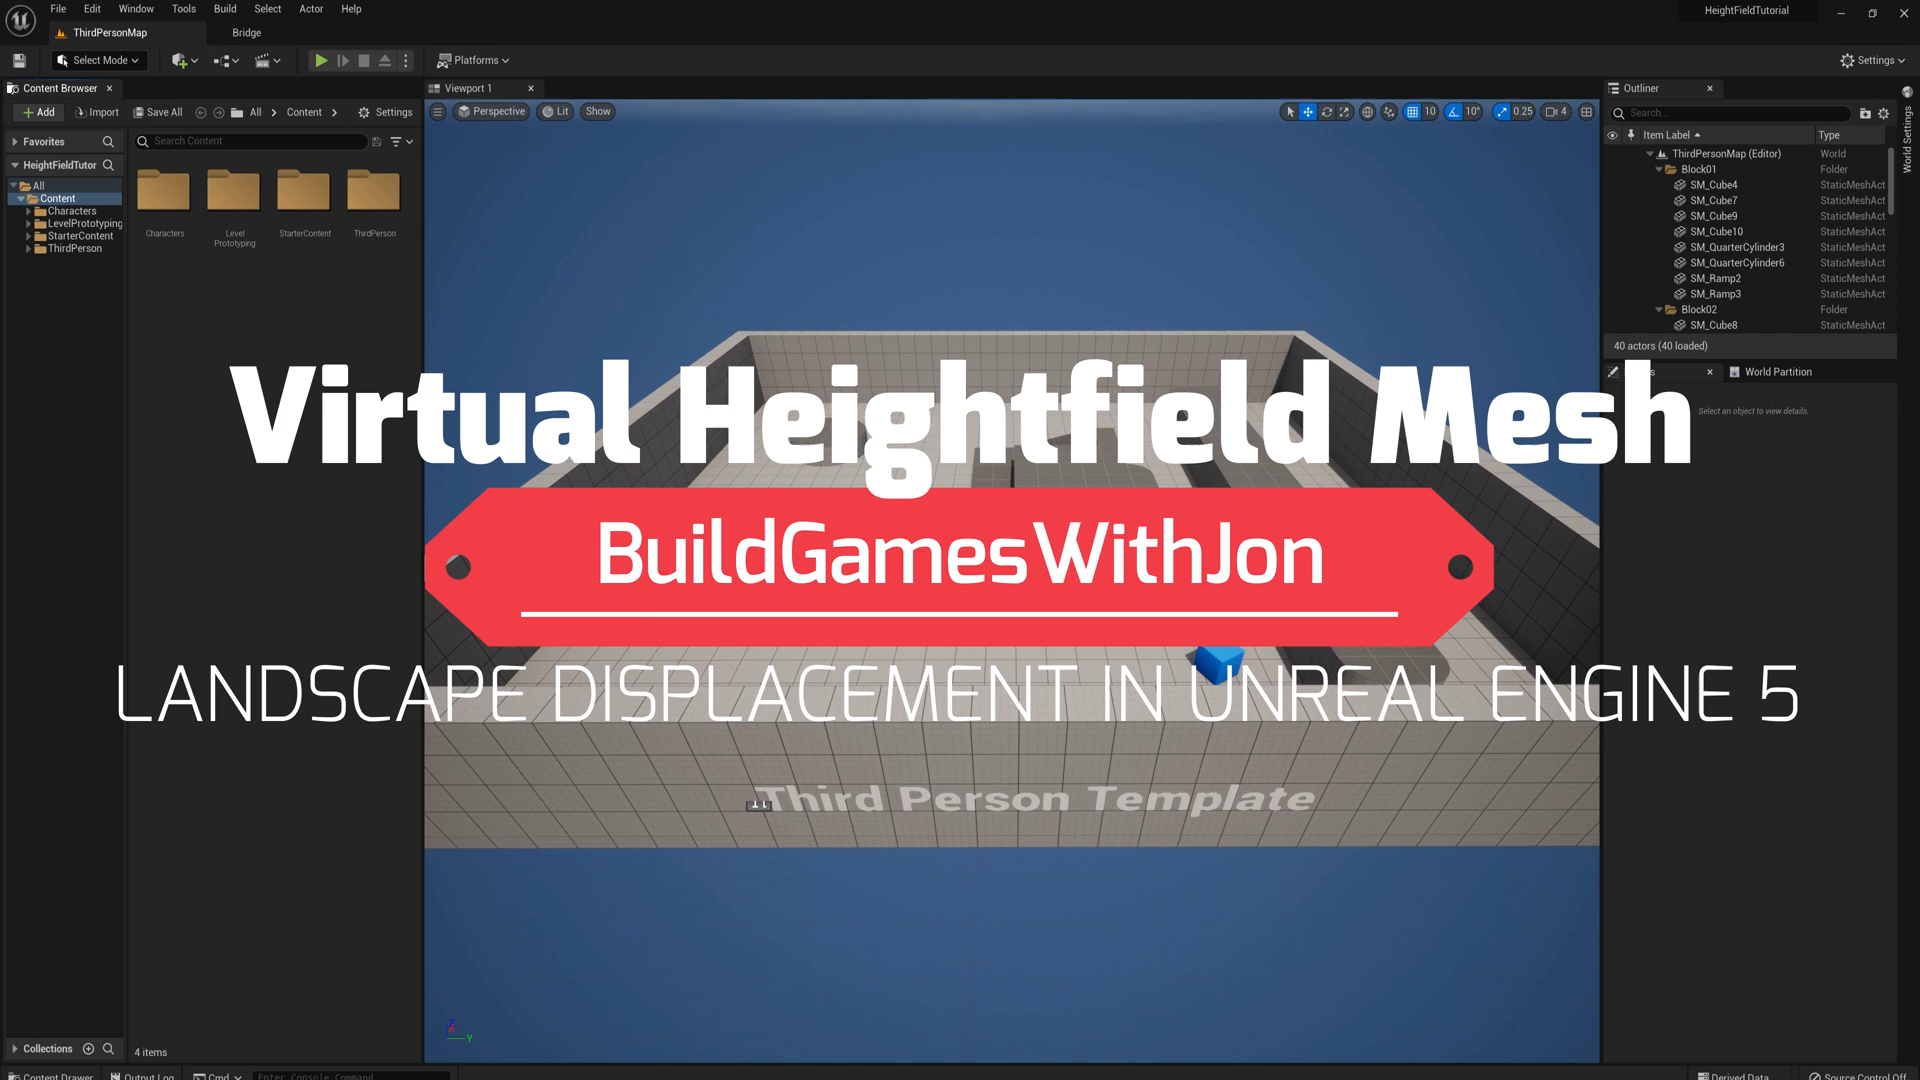 File Edit Window Tools Build Select Actor Help
HeightFieldTutorial
ThirdPersonMap
Bridge
Select Mode
Platforms
Settings
Content Browser
Viewport 1
Outliner
World Settings
Add Import Save All All Content Settings
Perspective Lit Show
10 10° 0.25 4
Search...
Favorites
Search Content
Item Label Type
HeightFieldTutor
All
Content
Characters
LevelPrototyping
StarterContent
ThirdPerson
Characters
Level
Prototyping
StarterContent
ThirdPerson
ThirdPersonMap (Editor) World
Block01 Folder
SM_Cube4 StaticMeshAct
SM_Cube7 StaticMeshAct
SM_Cube9 StaticMeshAct
SM_Cube10 StaticMeshAct
SM_QuarterCylinder3 StaticMeshAct
SM_QuarterCylinder6 StaticMeshAct
SM_Ramp2 StaticMeshAct
SM_Ramp3 StaticMeshAct
Block02 Folder
SM_Cube8 StaticMeshAct
40 actors (40 loaded)
World Partition
Select an object to view details.
Virtual Heightfield Mesh
BuildGamesWithJon
LANDSCAPE DISPLACEMENT IN UNREAL ENGINE 5
Third Person Template
Z
Y
Collections
4 items
Content Drawer Output Log Cmd Enter Console Command
Derived Data Source Control Off